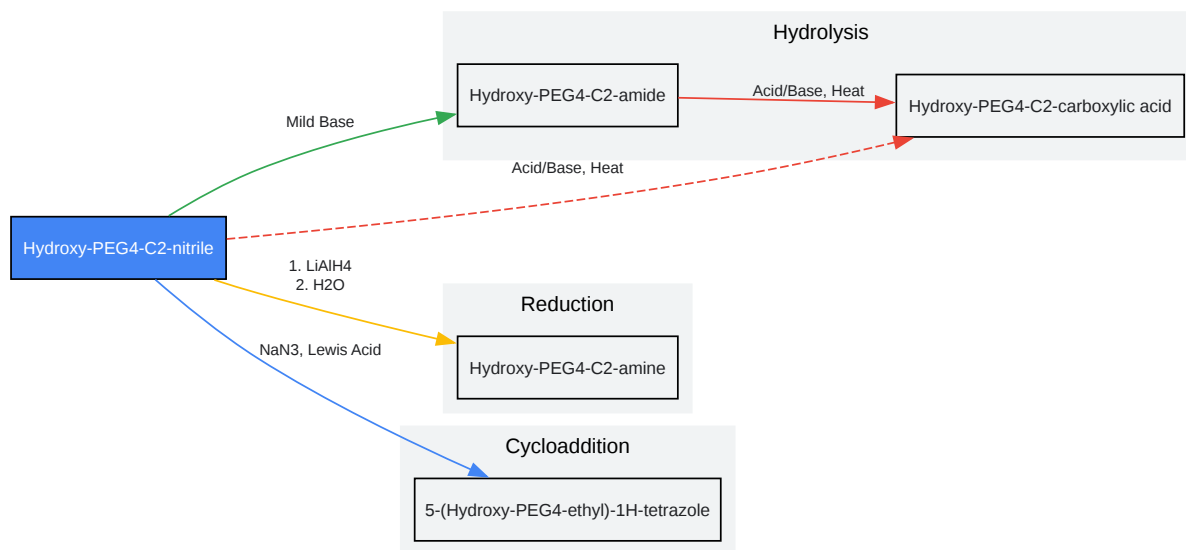 Hydrolysis
Hydroxy-PEG4-C2-amide
Acid/Base, Heat
Hydroxy-PEG4-C2-carboxylic acid
Mild Base
Acid/Base, Heat
Hydroxy-PEG4-C2-nitrile
1. LiAlH4
2. H2O
Reduction
Hydroxy-PEG4-C2-amine
NaN3, Lewis Acid
Cycloaddition
5-(Hydroxy-PEG4-ethyl)-1H-tetrazole